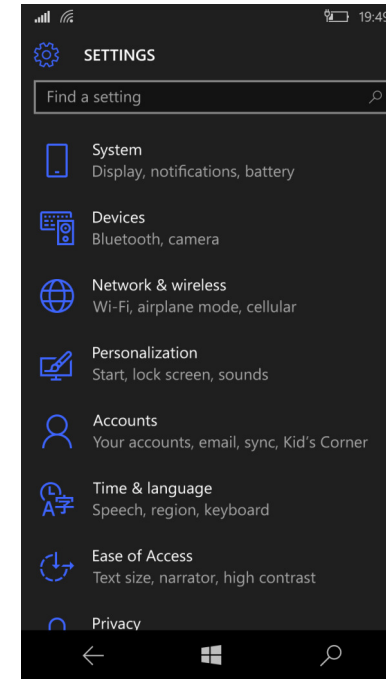 19:49
SETTINGS
Find a setting
System
Display, notifications, battery
Devices
Bluetooth, camera
Network & wireless
Wi-Fi, airplane mode, cellular
Personalization
Start, lock screen, sounds
Accounts
Your accounts, email, sync, Kid's Corner
Time & language
Speech, region, keyboard
Ease of Access
Text size, narrator, high contrast
Privacy